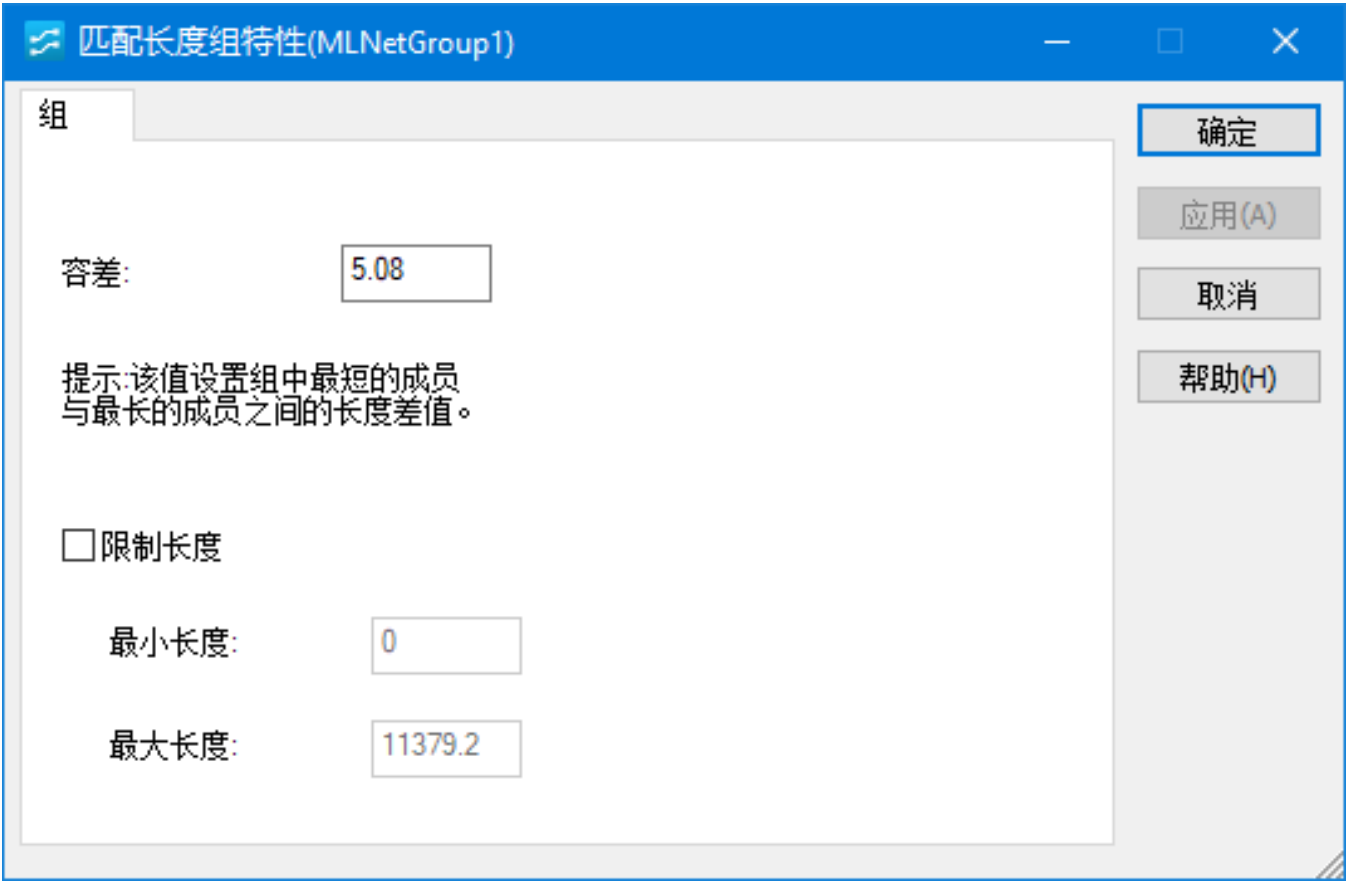 匹配长度组特性(MLNetGroup1)
组
确定
应用(A)
容差:
5.08
取消
提示:该值设置组中最短的成员
与最长的成员之间的长度差值。
帮助(H)
限制长度
最小长度:
0
最大长度:
11379.2